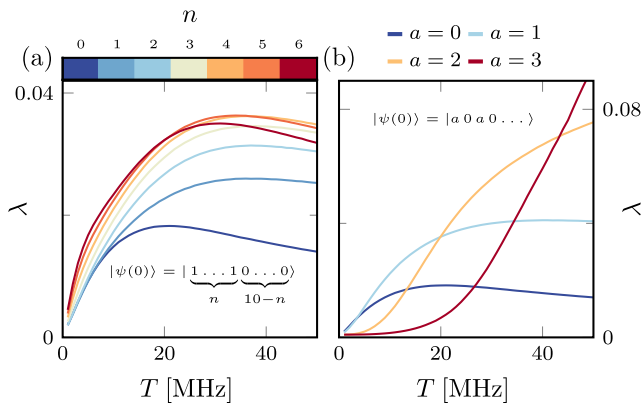 n
(a)
0 1 2 3 4 5 6
0.04
λ
|ψ(0)⟩ = | 1 . . . 1 0 . . . 0⟩
n 10−n
0
0 20 40
T [MHz]
a = 0 a = 1
a = 2 a = 3
(b)
|ψ(0)⟩ = |a 0 a 0 . . . ⟩
0.08
λ
0
0 20 40
T [MHz]